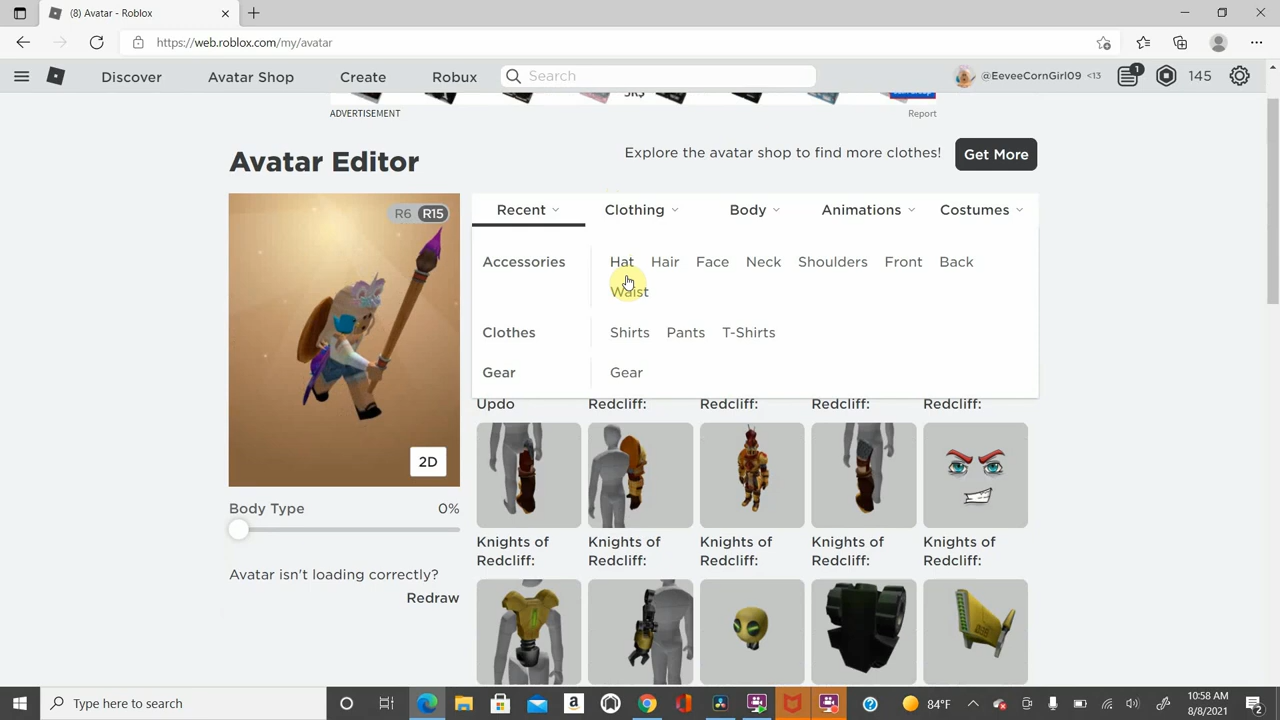 (8) Avatar - Roblox
https://web.roblox.com/my/avatar
Discover Avatar Shop Create Robux Search @EeveeCornGirl09 <13 1 145
ADVERTISEMENT Report
Avatar Editor
Explore the avatar shop to find more clothes! Get More
R6 R15
Recent Clothing Body Animations Costumes
Accessories Hat Hair Face Neck Shoulders Front Back
Waist
Clothes Shirts Pants T-Shirts
Gear Gear
Updo Redcliff: Redcliff: Redcliff: Redcliff:
2D
Body Type 0%
Knights of Knights of Knights of Knights of Knights of
Redcliff: Redcliff: Redcliff: Redcliff: Redcliff:
Avatar isn't loading correctly?
Redraw
Type here to search
84°F
10:58 AM
8/8/2021
2